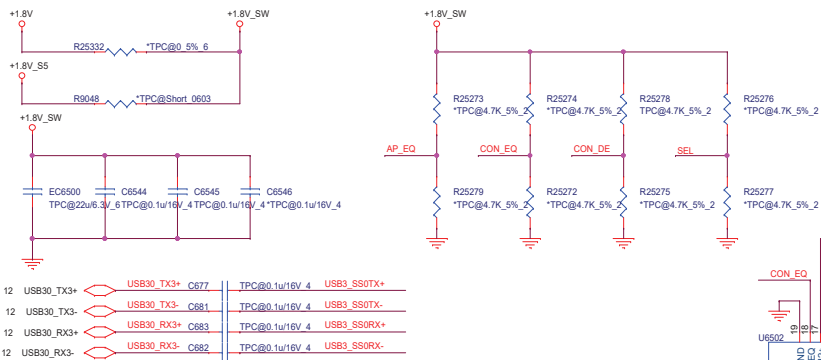 +1.8V
+1.8V_SW
R25332
*TPC@0_5%_6
+1.8V_S5
R9048
*TPC@Short_0603
+1.8V_SW
EC6500
TPC@22u/6.3V_6
C6544
TPC@0.1u/16V_4
C6545
TPC@0.1u/16V_4
C6546
*TPC@0.1u/16V_4
+1.8V_SW
R25273
*TPC@4.7K_5%_2
R25274
*TPC@4.7K_5%_2
R25278
*TPC@4.7K_5%_2
R25276
*TPC@4.7K_5%_2
AP_EQ
CON_EQ
CON_DE
SEL
R25279
*TPC@4.7K_5%_2
R25272
*TPC@4.7K_5%_2
R25275
*TPC@4.7K_5%_2
R25277
*TPC@4.7K_5%_2
12 USB30_TX3+ USB30_TX3+ C677 TPC@0.1u/16V_4 USB3_SS0TX+
12 USB30_TX3- USB30_TX3- C681 TPC@0.1u/16V_4 USB3_SS0TX-
12 USB30_RX3+ USB30_RX3+ C683 TPC@0.1u/16V_4 USB3_SS0RX+
12 USB30_RX3- USB30_RX3- C682 TPC@0.1u/16V_4 USB3_SS0RX-
CON_EQ
19
18
17
U6502
ND
EQ